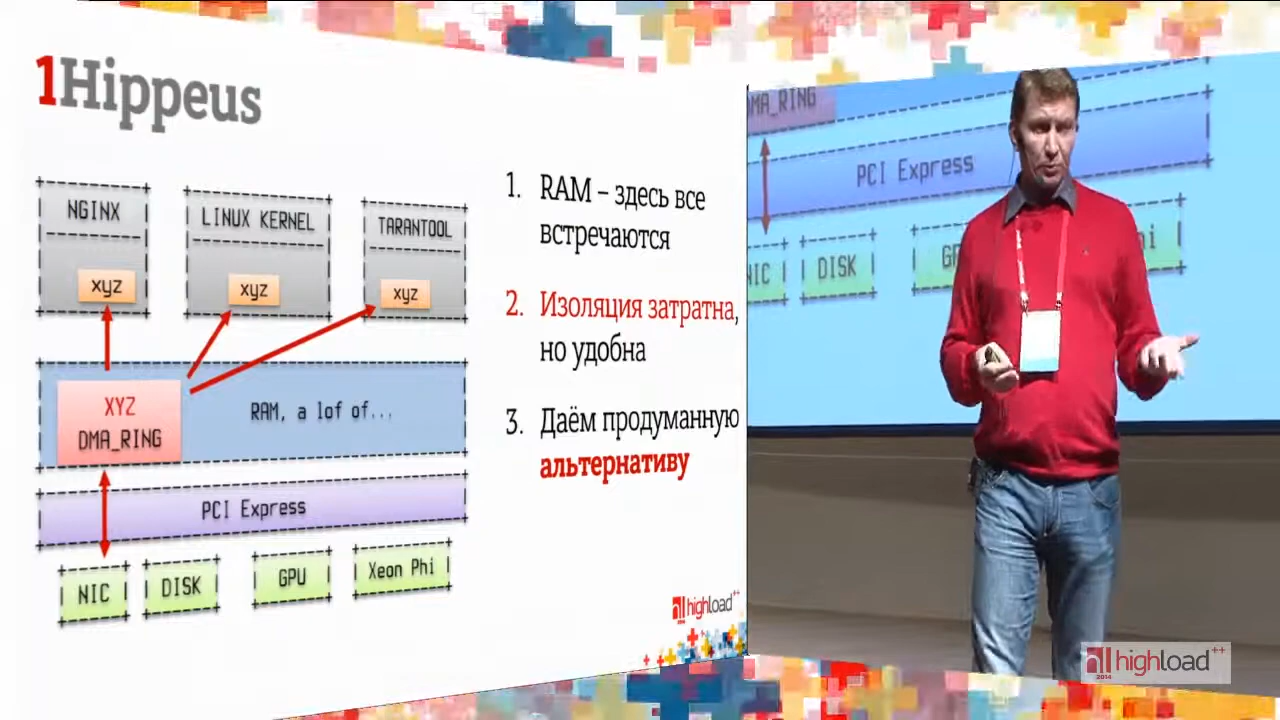 1Hippeus
NGINX
xyz
LINUX KERNEL
xyz
TARANTOOL
xyz
XYZ
DMA_RING
RAM, a lof of...
PCI Express
NIC
DISK
GPU
Xeon Phi
1. RAM – здесь все
встречаются
2. Изоляция затратна,
но удобна
3. Даём продуманную
альтернативу
highload++
2014
DMA_RING
PCI Express
NIC
DISK
highload++
2014